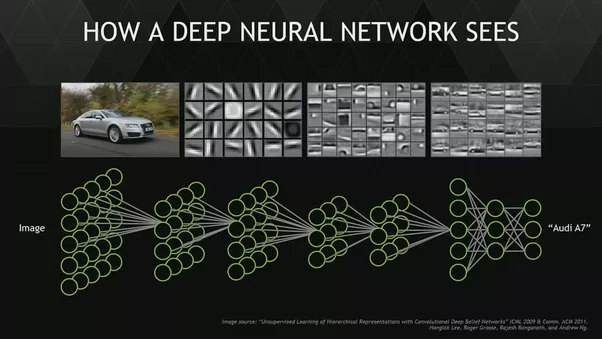 HOW A DEEP NEURAL NETWORK SEES
Image
“Audi A7”
Image source: “Unsupervised Learning of Hierarchical Representations with Convolutional Deep Belief Networks” ICML 2009 & Comm. ACM 2011.
Honglak Lee, Roger Grosse, Rajesh Ranganath, and Andrew Ng.